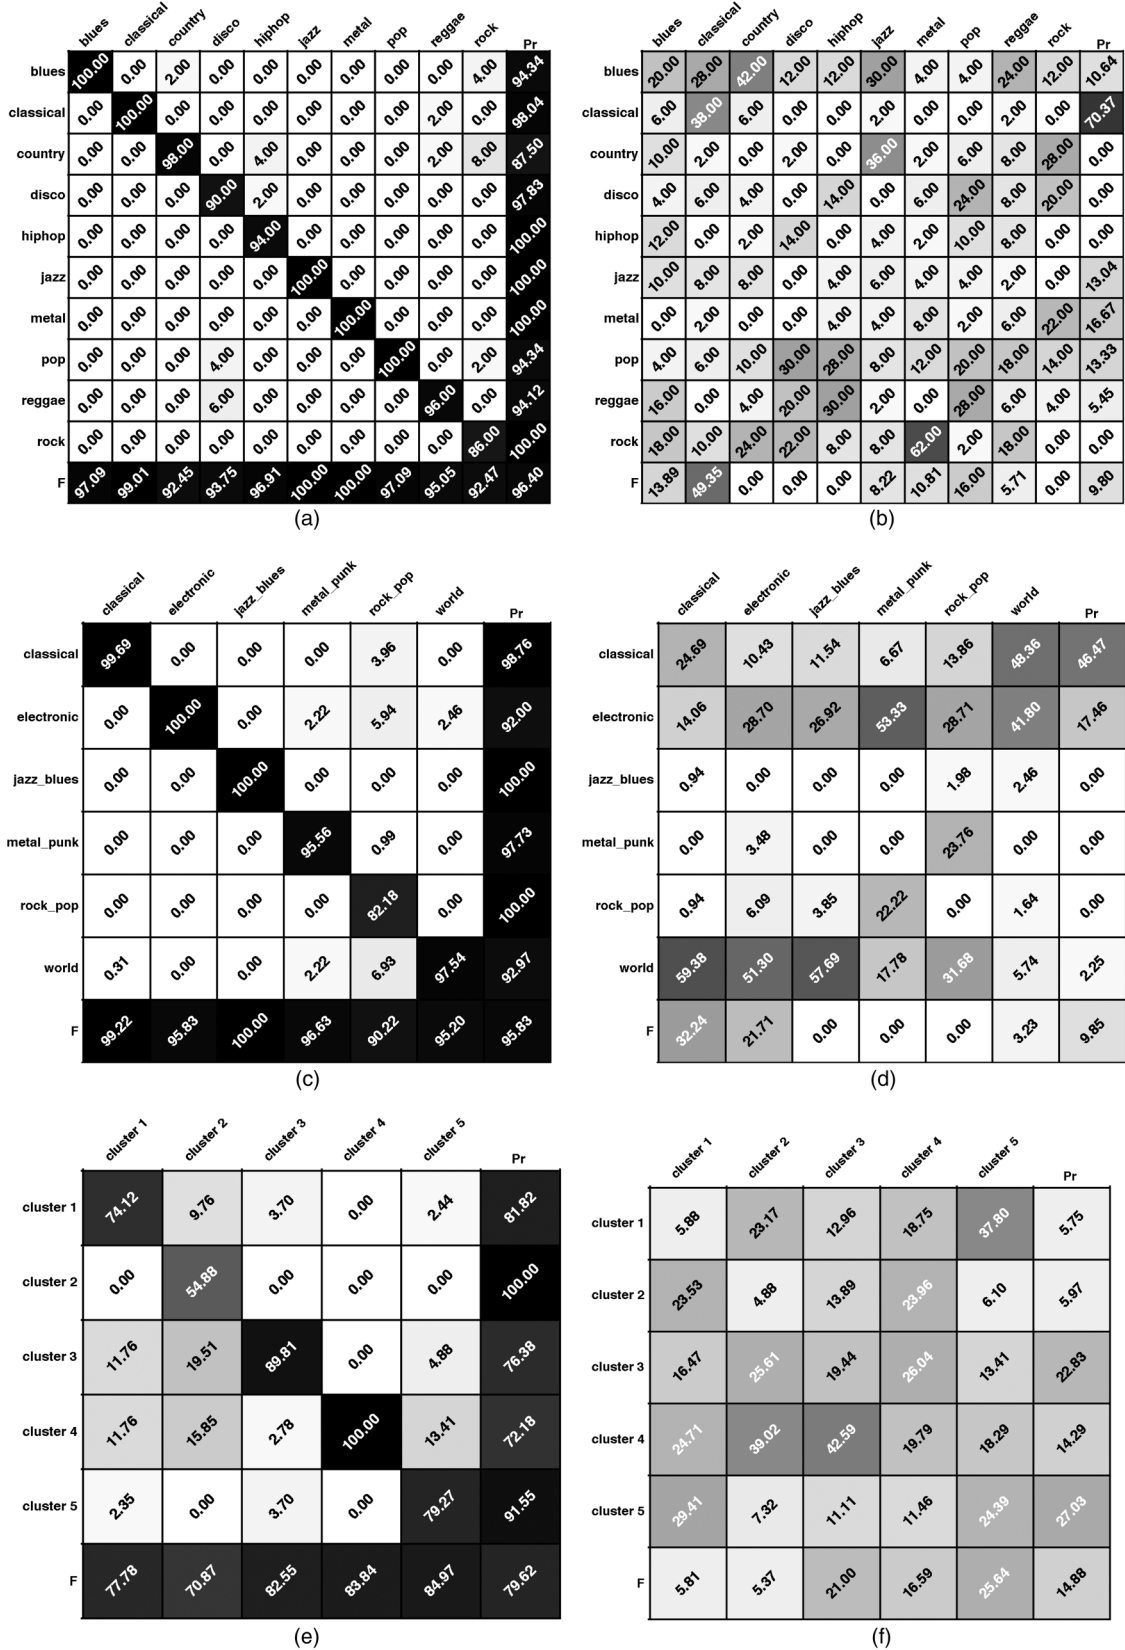 blues classical country disco hiphop jazz metal pop reggae rock Pr
blues 100.00 0.00 2.00 0.00 0.00 0.00 0.00 0.00 0.00 4.00 94.34
classical 0.00 100.00 0.00 0.00 0.00 0.00 0.00 0.00 2.00 0.00 98.04
country 0.00 0.00 98.00 0.00 4.00 0.00 0.00 0.00 2.00 8.00 87.50
disco 0.00 0.00 0.00 90.00 2.00 0.00 0.00 0.00 0.00 0.00 97.83
hiphop 0.00 0.00 0.00 0.00 94.00 0.00 0.00 0.00 0.00 0.00 100.00
jazz 0.00 0.00 0.00 0.00 0.00 100.00 0.00 0.00 0.00 0.00 100.00
metal 0.00 0.00 0.00 0.00 0.00 0.00 100.00 0.00 0.00 0.00 100.00
pop 0.00 0.00 0.00 4.00 0.00 0.00 0.00 100.00 0.00 2.00 94.34
reggae 0.00 0.00 0.00 6.00 0.00 0.00 0.00 0.00 96.00 0.00 94.12
rock 0.00 0.00 0.00 0.00 0.00 0.00 0.00 0.00 0.00 86.00 100.00
F 97.09 99.01 92.45 93.75 96.91 100.00 100.00 97.09 95.05 92.47 96.40
(a)
blues classical country disco hiphop jazz metal pop reggae rock Pr
blues 20.00 28.00 42.00 12.00 12.00 30.00 4.00 4.00 24.00 12.00 10.64
classical 6.00 38.00 6.00 0.00 0.00 2.00 0.00 0.00 2.00 0.00 70.37
country 10.00 2.00 0.00 2.00 0.00 36.00 2.00 6.00 8.00 28.00 0.00
disco 4.00 6.00 4.00 0.00 14.00 0.00 6.00 24.00 8.00 20.00 0.00
hiphop 12.00 0.00 2.00 14.00 0.00 4.00 2.00 10.00 8.00 0.00 0.00
jazz 10.00 8.00 8.00 0.00 4.00 6.00 4.00 4.00 2.00 0.00 13.04
metal 0.00 2.00 0.00 0.00 4.00 4.00 8.00 2.00 6.00 22.00 16.67
pop 4.00 6.00 10.00 30.00 28.00 8.00 12.00 20.00 18.00 14.00 13.33
reggae 16.00 0.00 4.00 20.00 30.00 2.00 0.00 28.00 6.00 4.00 5.45
rock 18.00 10.00 24.00 22.00 8.00 8.00 62.00 2.00 18.00 0.00 0.00
F 13.89 49.35 0.00 0.00 0.00 8.22 10.81 16.00 5.71 0.00 9.80
(b)
classical electronic jazz_blues metal_punk rock_pop world Pr
classical 99.69 0.00 0.00 0.00 3.96 0.00 98.76
electronic 0.00 100.00 0.00 2.22 5.94 2.46 92.00
jazz_blues 0.00 0.00 100.00 0.00 0.00 0.00 100.00
metal_punk 0.00 0.00 0.00 95.56 0.99 0.00 97.73
rock_pop 0.00 0.00 0.00 0.00 82.18 0.00 100.00
world 0.31 0.00 0.00 2.22 6.93 97.54 92.97
F 99.22 95.83 100.00 96.63 90.22 95.20 95.83
(c)
classical electronic jazz_blues metal_punk rock_pop world Pr
classical 24.69 10.43 11.54 6.67 13.86 48.36 46.47
electronic 14.06 28.70 26.92 53.33 28.71 41.80 17.46
jazz_blues 0.94 0.00 0.00 0.00 1.98 2.46 0.00
metal_punk 0.00 3.48 0.00 0.00 23.76 0.00 0.00
rock_pop 0.94 6.09 3.85 22.22 0.00 1.64 0.00
world 59.38 51.30 57.69 17.78 31.68 5.74 2.25
F 32.24 21.71 0.00 0.00 0.00 3.23 9.85
(d)
cluster 1 cluster 2 cluster 3 cluster 4 cluster 5 Pr
cluster 1 74.12 9.76 3.70 0.00 2.44 81.82
cluster 2 0.00 54.88 0.00 0.00 0.00 100.00
cluster 3 11.76 19.51 89.81 0.00 4.88 76.38
cluster 4 11.76 15.85 2.78 100.00 13.41 72.18
cluster 5 2.35 0.00 3.70 0.00 79.27 91.55
F 77.78 70.87 82.55 83.84 84.97 79.62
(e)
cluster 1 cluster 2 cluster 3 cluster 4 cluster 5 Pr
cluster 1 5.88 23.17 12.96 18.75 37.80 5.75
cluster 2 23.53 4.88 13.89 23.96 6.10 5.97
cluster 3 16.47 25.61 19.44 26.04 13.41 22.83
cluster 4 24.71 39.02 42.59 19.79 18.29 14.29
cluster 5 29.41 7.32 11.11 11.46 24.39 27.03
F 5.81 5.37 21.00 16.59 25.64 14.88
(f)